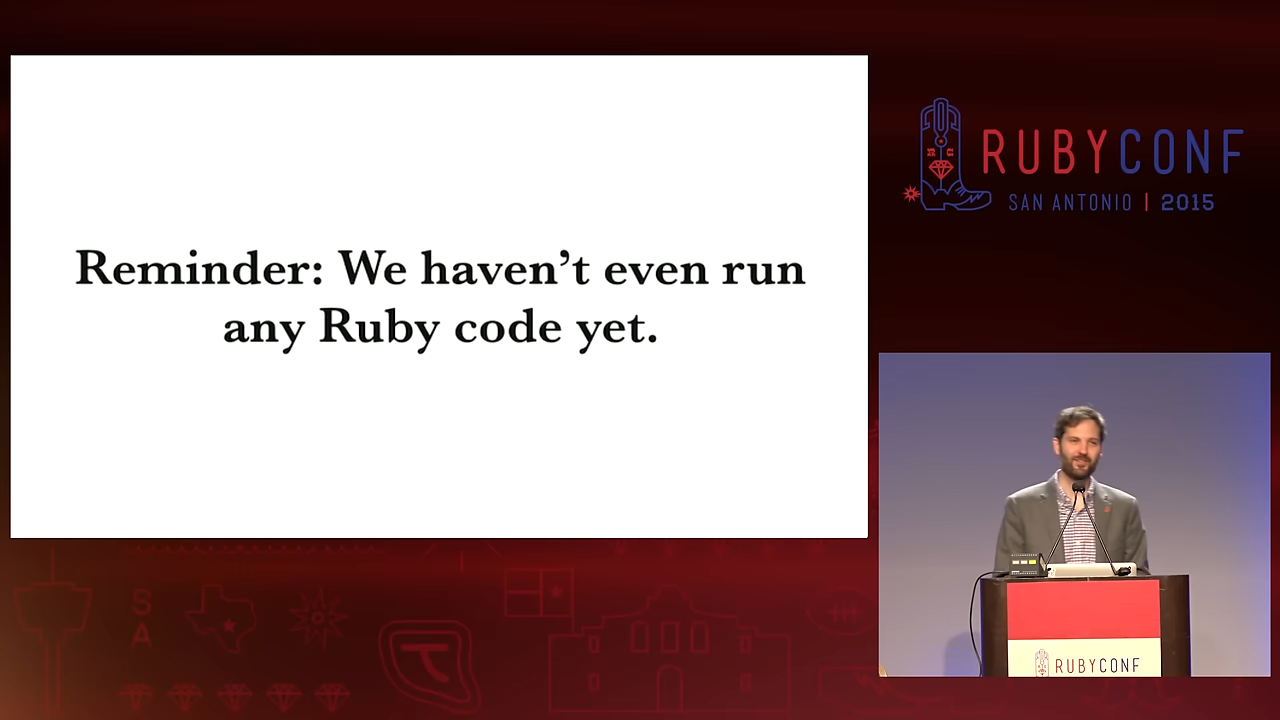 Reminder: We haven’t even run
any Ruby code yet.
RUBYCONF
SAN ANTONIO | 2015
S
A
RUBYCONF